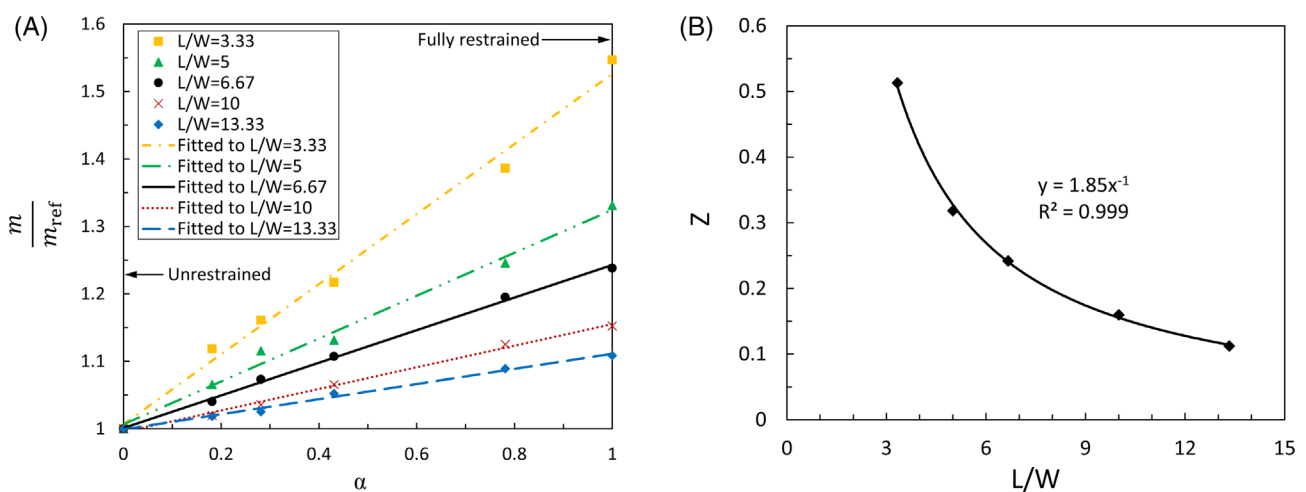 (A)
1.6
1.5
1.4
1.3
1.2
1.1
1
m
m_ref
L/W=3.33
L/W=5
L/W=6.67
L/W=10
L/W=13.33
Fitted to L/W=3.33
Fitted to L/W=5
Fitted to L/W=6.67
Fitted to L/W=10
Fitted to L/W=13.33
Fully restrained
Unrestrained
0 0.2 0.4 0.6 0.8 1
α
(B)
0.6
0.5
0.4
0.3
0.2
0.1
0
Z
y = 1.85x⁻¹
R² = 0.999
0 3 6 9 12 15
L/W